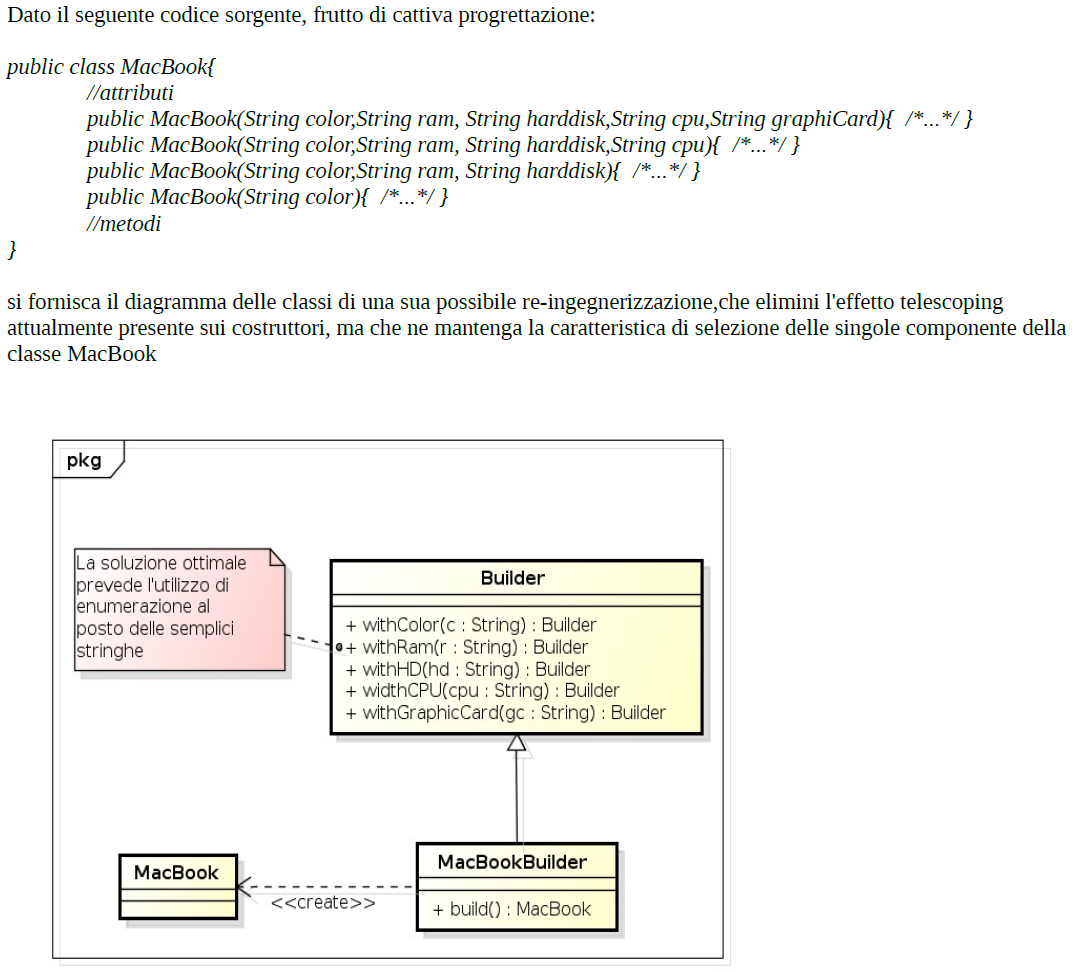 Dato il seguente codice sorgente, frutto di cattiva progrettazione:
public class MacBook{
//attributi
public MacBook(String color,String ram, String harddisk,String cpu,String graphiCard){ /*...*/ }
public MacBook(String color,String ram, String harddisk,String cpu){ /*...*/ }
public MacBook(String color,String ram, String harddisk){ /*...*/ }
public MacBook(String color){ /*...*/ }
//metodi
}
si fornisca il diagramma delle classi di una sua possibile re-ingegnerizzazione,che elimini l'effetto telescoping
attualmente presente sui costruttori, ma che ne mantenga la caratteristica di selezione delle singole componente della
classe MacBook
pkg
La soluzione ottimale
prevede l'utilizzo di
enumerazione al
posto delle semplici
stringhe
Builder
+ withColor(c : String) : Builder
+ withRam(r : String) : Builder
+ withHD(hd : String) : Builder
+ widthCPU(cpu : String) : Builder
+ withGraphicCard(gc : String) : Builder
MacBook
<<create>>
MacBookBuilder
+ build() : MacBook